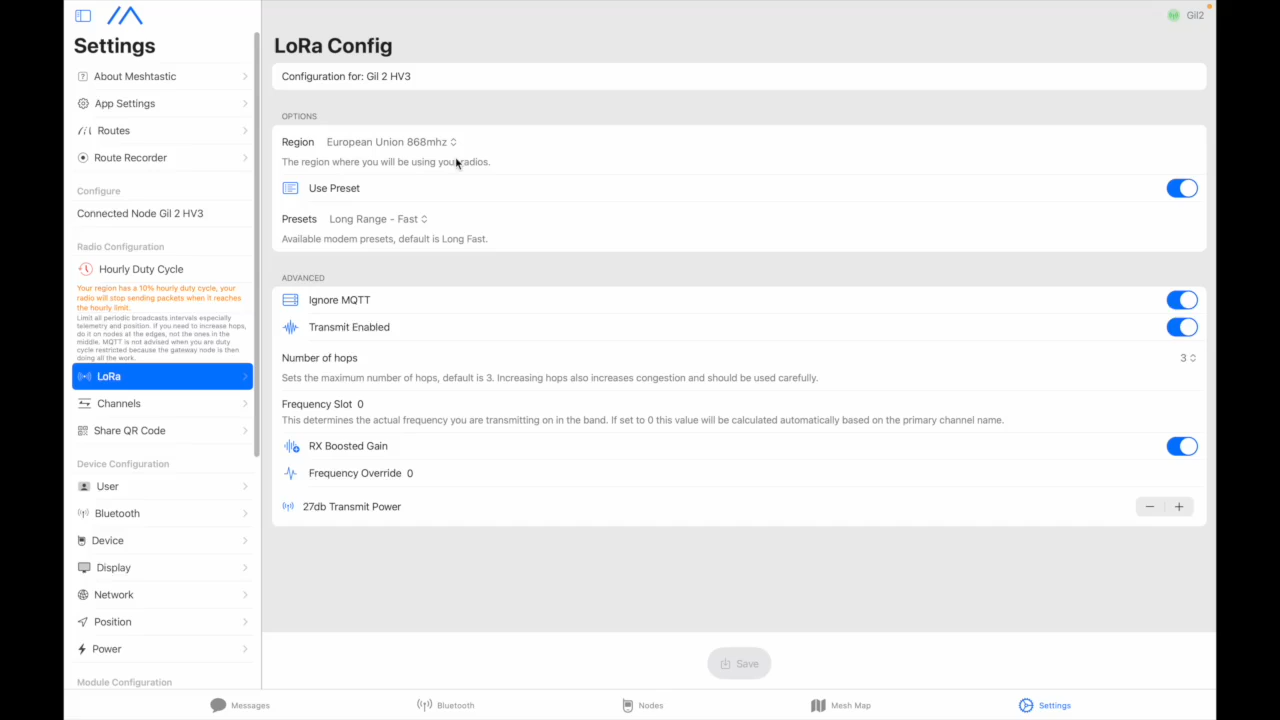 Gil2
Settings
About Meshtastic
App Settings
Routes
Route Recorder
Configure
Connected Node Gil 2 HV3
Radio Configuration
Hourly Duty Cycle
Your region has a 10% hourly duty cycle, your
radio will stop sending packets when it reaches
the hourly limit.
Limit all periodic broadcasts intervals especially
telemetry and position. If you need to increase hops,
do it on nodes at the edges, not the ones in the
middle. MQTT is not advised when you are duty
cycle restricted because the gateway node is then
doing all the work.
LoRa
Channels
Share QR Code
Device Configuration
User
Bluetooth
Device
Display
Network
Position
Power
Module Configuration
LoRa Config
Configuration for: Gil 2 HV3
OPTIONS
Region European Union 868mhz
The region where you will be using your radios.
Use Preset
Presets Long Range - Fast
Available modem presets, default is Long Fast.
ADVANCED
Ignore MQTT
Transmit Enabled
Number of hops 3
Sets the maximum number of hops, default is 3. Increasing hops also increases congestion and should be used carefully.
Frequency Slot 0
This determines the actual frequency you are transmitting on in the band. If set to 0 this value will be calculated automatically based on the primary channel name.
RX Boosted Gain
Frequency Override 0
27db Transmit Power
Save
Messages
Bluetooth
Nodes
Mesh Map
Settings